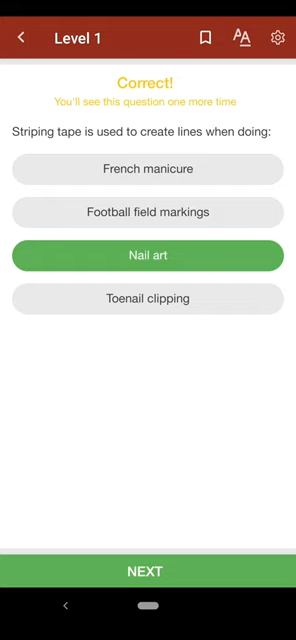 Level 1
AA
Correct!
You'll see this question one more time
Striping tape is used to create lines when doing:
French manicure
Football field markings
Nail art
Toenail clipping
NEXT